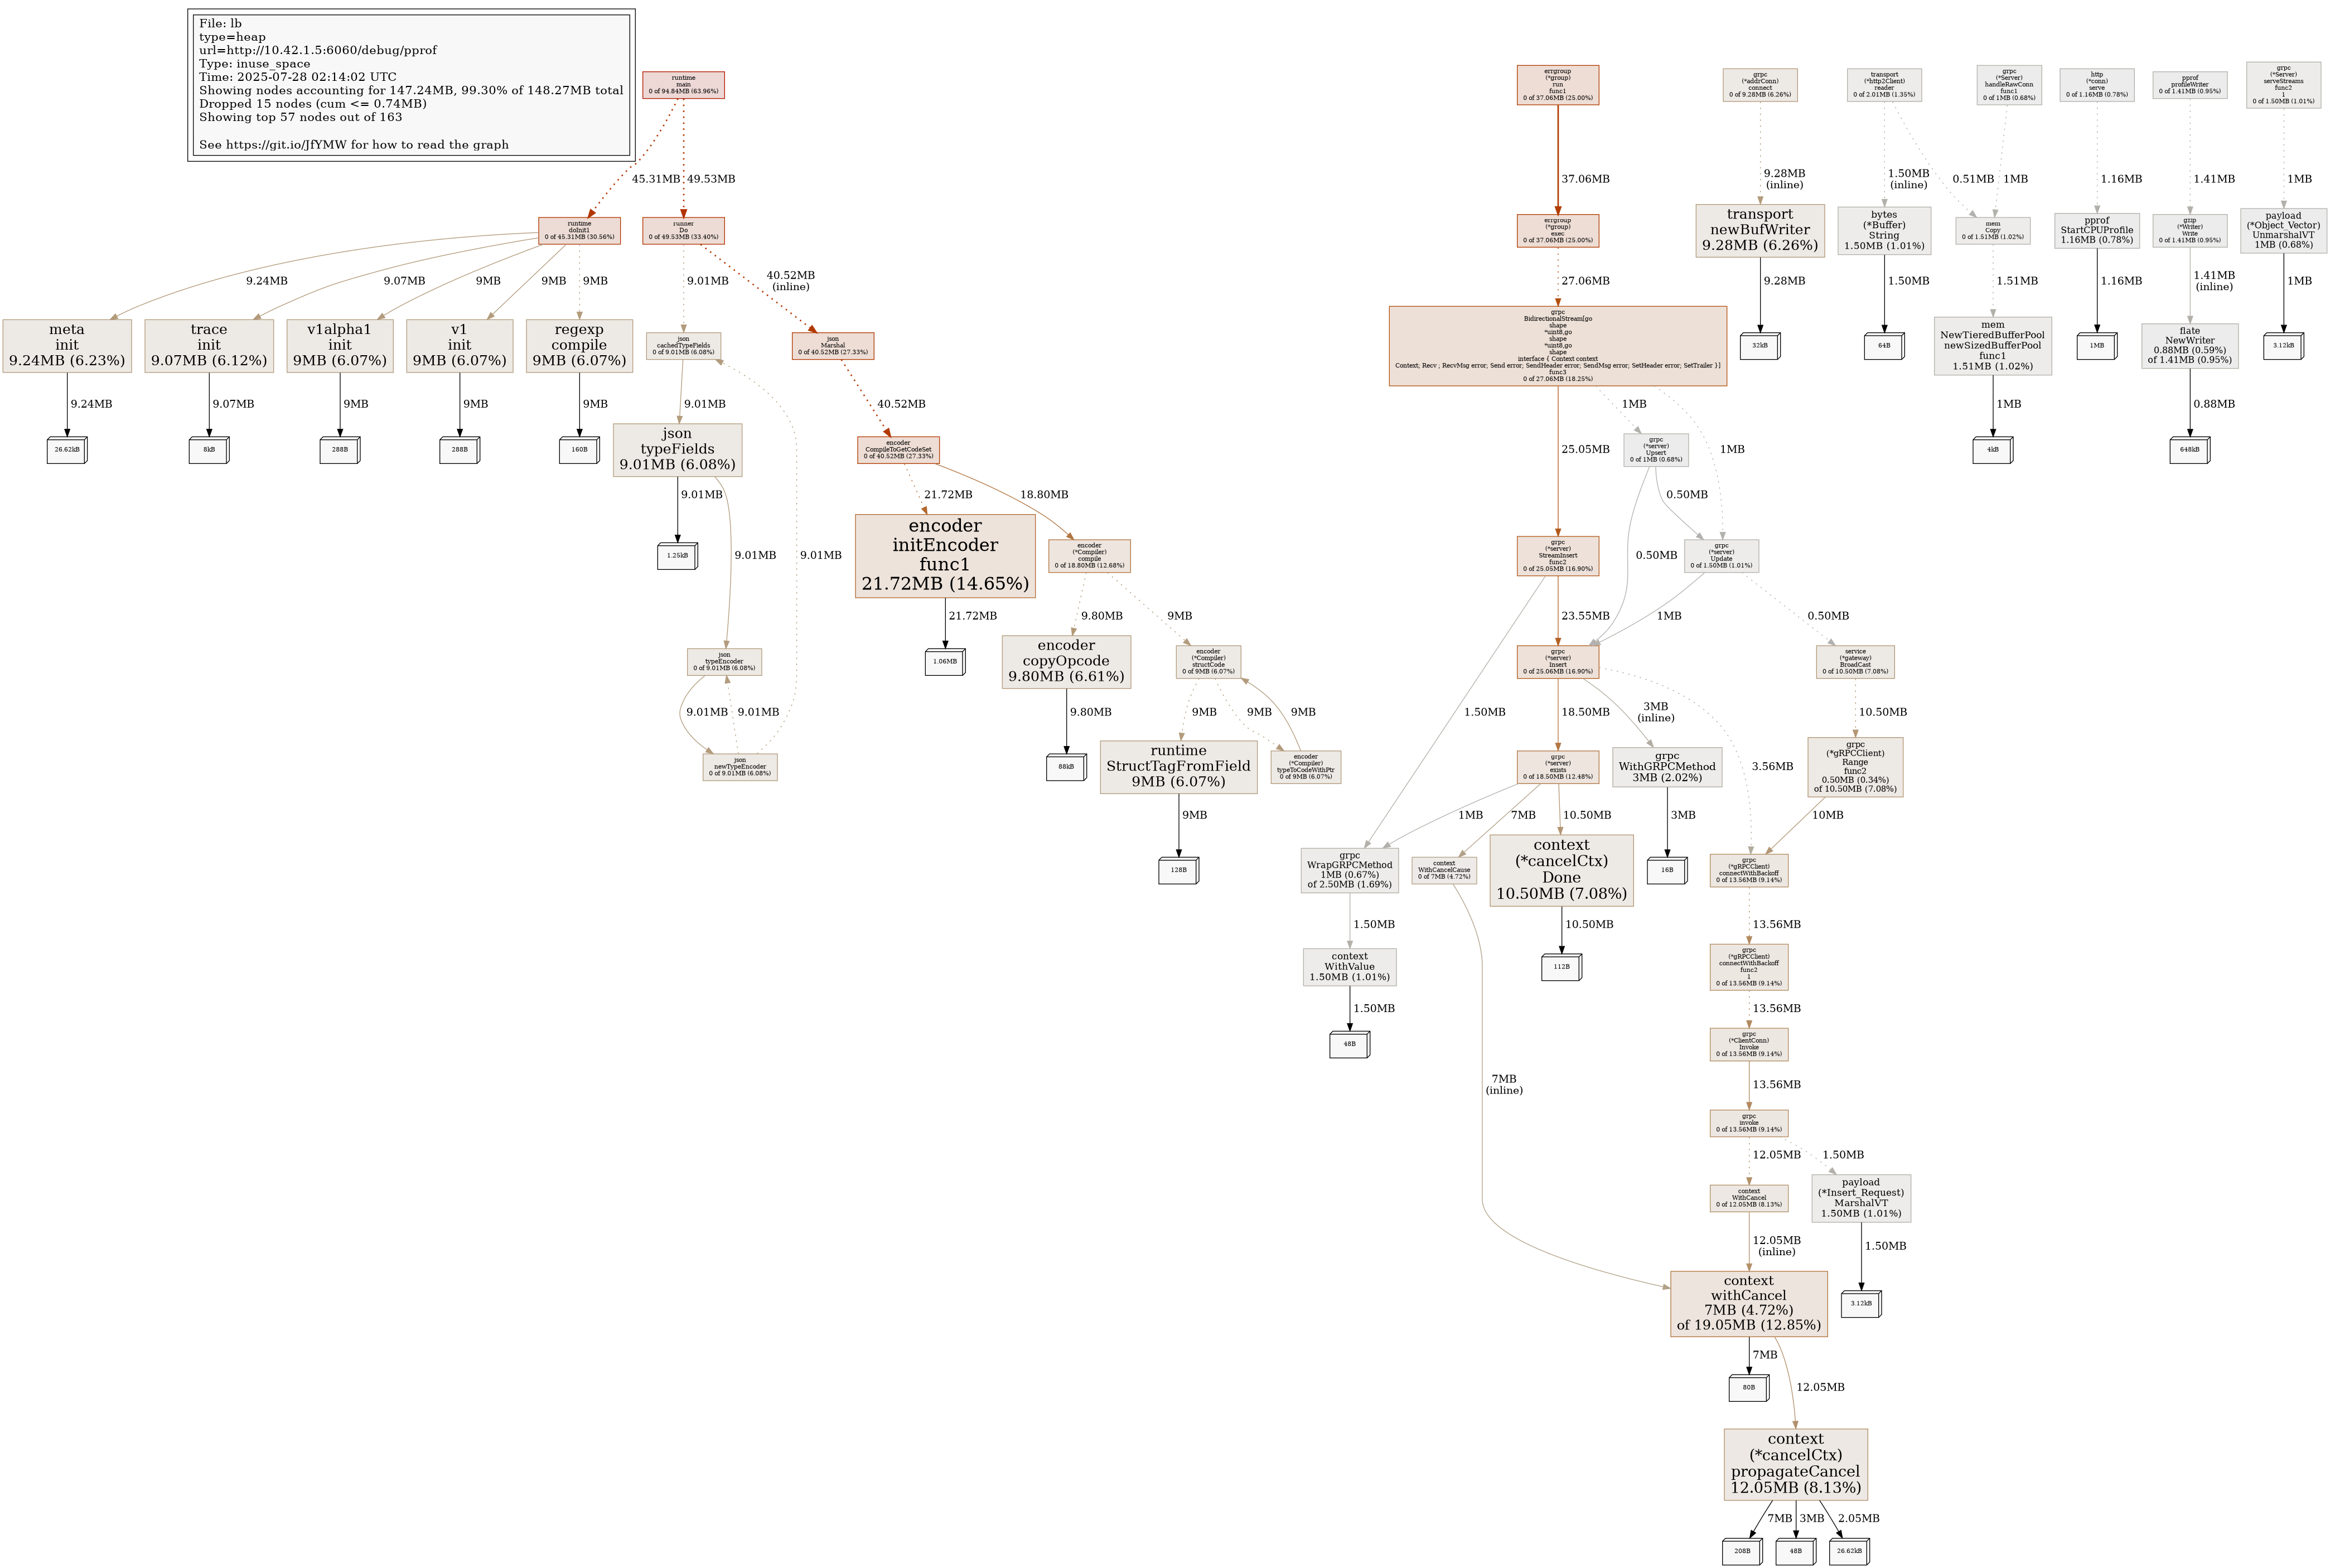 File: lb
type=heap
url=http://10.42.1.5:6060/debug/pprof
Type: inuse_space
Time: 2025-07-28 02:14:02 UTC
Showing nodes accounting for 147.24MB, 99.30% of 148.27MB total
Dropped 15 nodes (cum <= 0.74MB)
Showing top 57 nodes out of 163
See https://git.io/JfYMW for how to read the graph
runtime
main
0 of 94.84MB (63.96%)
errgroup
(*group)
run
func1
0 of 37.06MB (25.00%)
grpc
(*addrConn)
connect
0 of 9.28MB (6.26%)
transport
(*http2Client)
reader
0 of 2.01MB (1.35%)
grpc
(*Server)
handleRawConn
func1
0 of 1MB (0.68%)
http
(*conn)
serve
0 of 1.16MB (0.78%)
pprof
profileWriter
0 of 1.41MB (0.95%)
grpc
(*Server)
serveStreams
func2
1
0 of 1.50MB (1.01%)
45.31MB
49.53MB
37.06MB
9.28MB
(inline)
1.50MB
(inline)
0.51MB
1MB
1.16MB
1.41MB
1MB
runtime
doInit1
0 of 45.31MB (30.56%)
runner
Do
0 of 49.53MB (33.40%)
errgroup
(*group)
exec
0 of 37.06MB (25.00%)
transport
newBufWriter
9.28MB (6.26%)
bytes
(*Buffer)
String
1.50MB (1.01%)
mem
Copy
0 of 1.51MB (1.02%)
pprof
StartCPUProfile
1.16MB (0.78%)
gzip
(*Writer)
Write
0 of 1.41MB (0.95%)
payload
(*Object_Vector)
UnmarshalVT
1MB (0.68%)
9.24MB
9.07MB
9MB
9MB
9MB
9.01MB
40.52MB
(inline)
27.06MB
9.28MB
1.50MB
1.51MB
1.16MB
1.41MB
(inline)
1MB
meta
init
9.24MB (6.23%)
trace
init
9.07MB (6.12%)
v1alpha1
init
9MB (6.07%)
v1
init
9MB (6.07%)
regexp
compile
9MB (6.07%)
json
cachedTypeFields
0 of 9.01MB (6.08%)
json
Marshal
0 of 40.52MB (27.33%)
grpc
BidirectionalStream[go
shape
*uint8,go
shape
*uint8,go
shape
interface { Context context
Context; Recv ; RecvMsg error; Send error; SendHeader error; SendMsg error; SetHeader error; SetTrailer }]
func3
0 of 27.06MB (18.25%)
32kB
64B
mem
NewTieredBufferPool
newSizedBufferPool
func1
1.51MB (1.02%)
1MB
flate
NewWriter
0.88MB (0.59%)
of 1.41MB (0.95%)
3.12kB
9.24MB
9.07MB
9MB
9MB
9MB
9.01MB
40.52MB
1MB
25.05MB
1MB
1MB
0.88MB
26.62kB
8kB
288B
288B
160B
json
typeFields
9.01MB (6.08%)
encoder
CompileToGetCodeSet
0 of 40.52MB (27.33%)
grpc
(*server)
Upsert
0 of 1MB (0.68%)
4kB
648kB
9.01MB
21.72MB
18.80MB
0.50MB
9.01MB
9.01MB
0.50MB
1.25kB
encoder
initEncoder
func1
21.72MB (14.65%)
encoder
(*Compiler)
compile
0 of 18.80MB (12.68%)
grpc
(*server)
StreamInsert
func2
0 of 25.05MB (16.90%)
grpc
(*server)
Update
0 of 1.50MB (1.01%)
21.72MB
9.80MB
9MB
23.55MB
1MB
0.50MB
json
typeEncoder
0 of 9.01MB (6.08%)
1.06MB
encoder
copyOpcode
9.80MB (6.61%)
encoder
(*Compiler)
structCode
0 of 9MB (6.07%)
grpc
(*server)
Insert
0 of 25.06MB (16.90%)
service
(*gateway)
BroadCast
0 of 10.50MB (7.08%)
9.01MB
9.01MB
9.80MB
9MB
9MB
9MB
1.50MB
18.50MB
3MB
(inline)
10.50MB
json
newTypeEncoder
0 of 9.01MB (6.08%)
88kB
runtime
StructTagFromField
9MB (6.07%)
encoder
(*Compiler)
typeToCodeWithPtr
0 of 9MB (6.07%)
grpc
(*server)
exists
0 of 18.50MB (12.48%)
grpc
WithGRPCMethod
3MB (2.02%)
3.56MB
grpc
(*gRPCClient)
Range
func2
0.50MB (0.34%)
of 10.50MB (7.08%)
9MB
1MB
7MB
10.50MB
3MB
10MB
128B
grpc
WrapGRPCMethod
1MB (0.67%)
of 2.50MB (1.69%)
context
WithCancelCause
0 of 7MB (4.72%)
context
(*cancelCtx)
Done
10.50MB (7.08%)
16B
grpc
(*gRPCClient)
connectWithBackoff
0 of 13.56MB (9.14%)
1.50MB
10.50MB
13.56MB
context
WithValue
1.50MB (1.01%)
112B
grpc
(*gRPCClient)
connectWithBackoff
func2
1
0 of 13.56MB (9.14%)
1.50MB
13.56MB
48B
grpc
(*ClientConn)
Invoke
0 of 13.56MB (9.14%)
7MB
(inline)
13.56MB
grpc
invoke
0 of 13.56MB (9.14%)
12.05MB
1.50MB
context
WithCancel
0 of 12.05MB (8.13%)
payload
(*Insert_Request)
MarshalVT
1.50MB (1.01%)
12.05MB
(inline)
1.50MB
context
withCancel
7MB (4.72%)
of 19.05MB (12.85%)
3.12kB
7MB
12.05MB
80B
context
(*cancelCtx)
propagateCancel
12.05MB (8.13%)
7MB
3MB
2.05MB
208B
48B
26.62kB